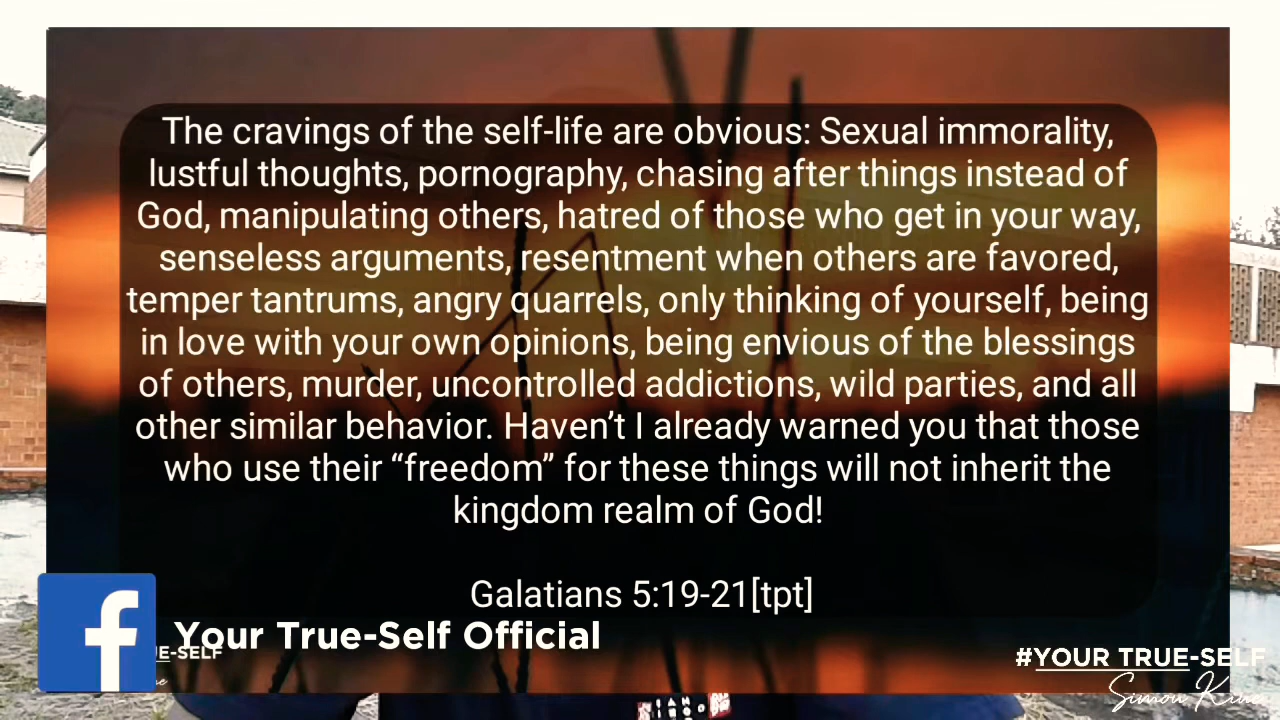 The cravings of the self-life are obvious: Sexual immorality,
lustful thoughts, pornography, chasing after things instead of
God, manipulating others, hatred of those who get in your way,
senseless arguments, resentment when others are favored,
temper tantrums, angry quarrels, only thinking of yourself, being
in love with your own opinions, being envious of the blessings
of others, murder, uncontrolled addictions, wild parties, and all
other similar behavior. Haven’t I already warned you that those
who use their “freedom” for these things will not inherit the
kingdom realm of God!
Galatians 5:19-21[tpt]
f
Your True-Self Official
E-SELF
#YOUR TRUE-SELF
Simon
I AM